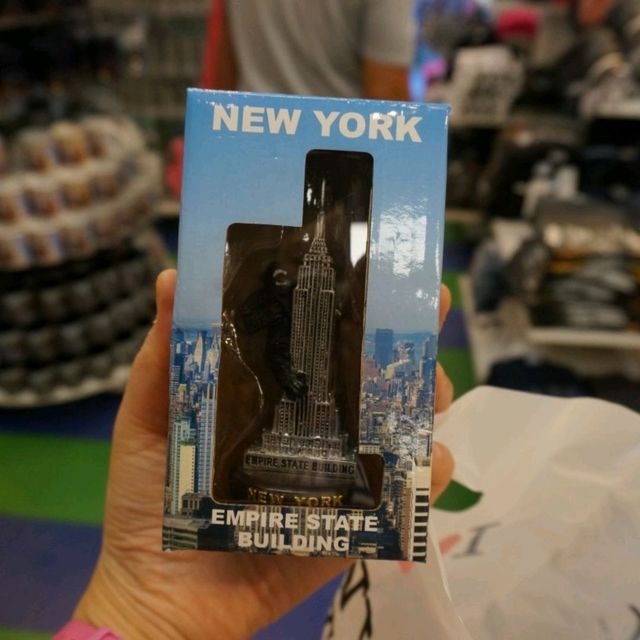 NEW YORK
EMPIRE STATE BUILDING
NEW YORK
EMPIRE STATE
BUILDING
I